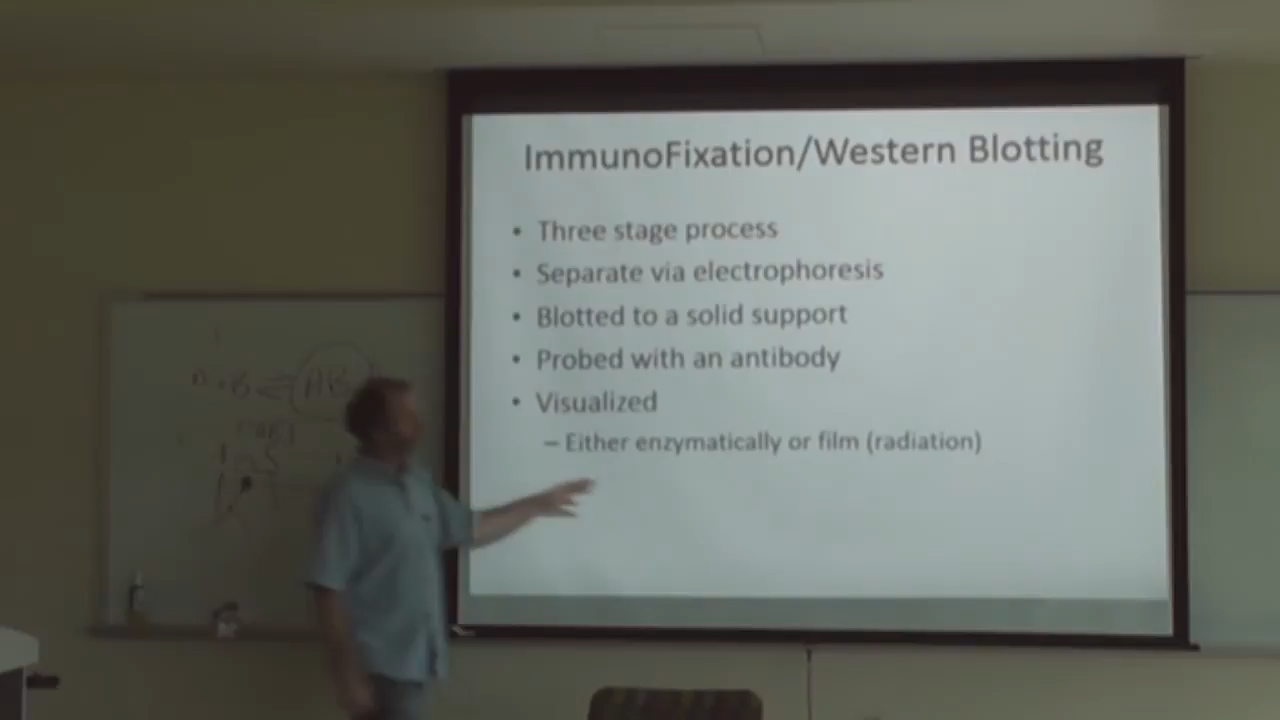 ImmunoFixation/Western Blotting
• Three stage process
• Separate via electrophoresis
• Blotted to a solid support
• Probed with an antibody
• Visualized
– Either enzymatically or film (radiation)
AB